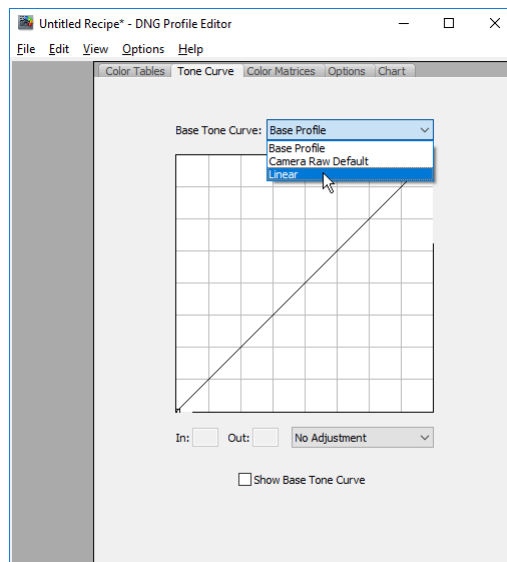 Untitled Recipe* - DNG Profile Editor
File Edit View Options Help
Color Tables Tone Curve Color Matrices Options Chart
Base Tone Curve: Base Profile
Base Profile
Camera Raw Default
Linear
In: Out: No Adjustment
Show Base Tone Curve